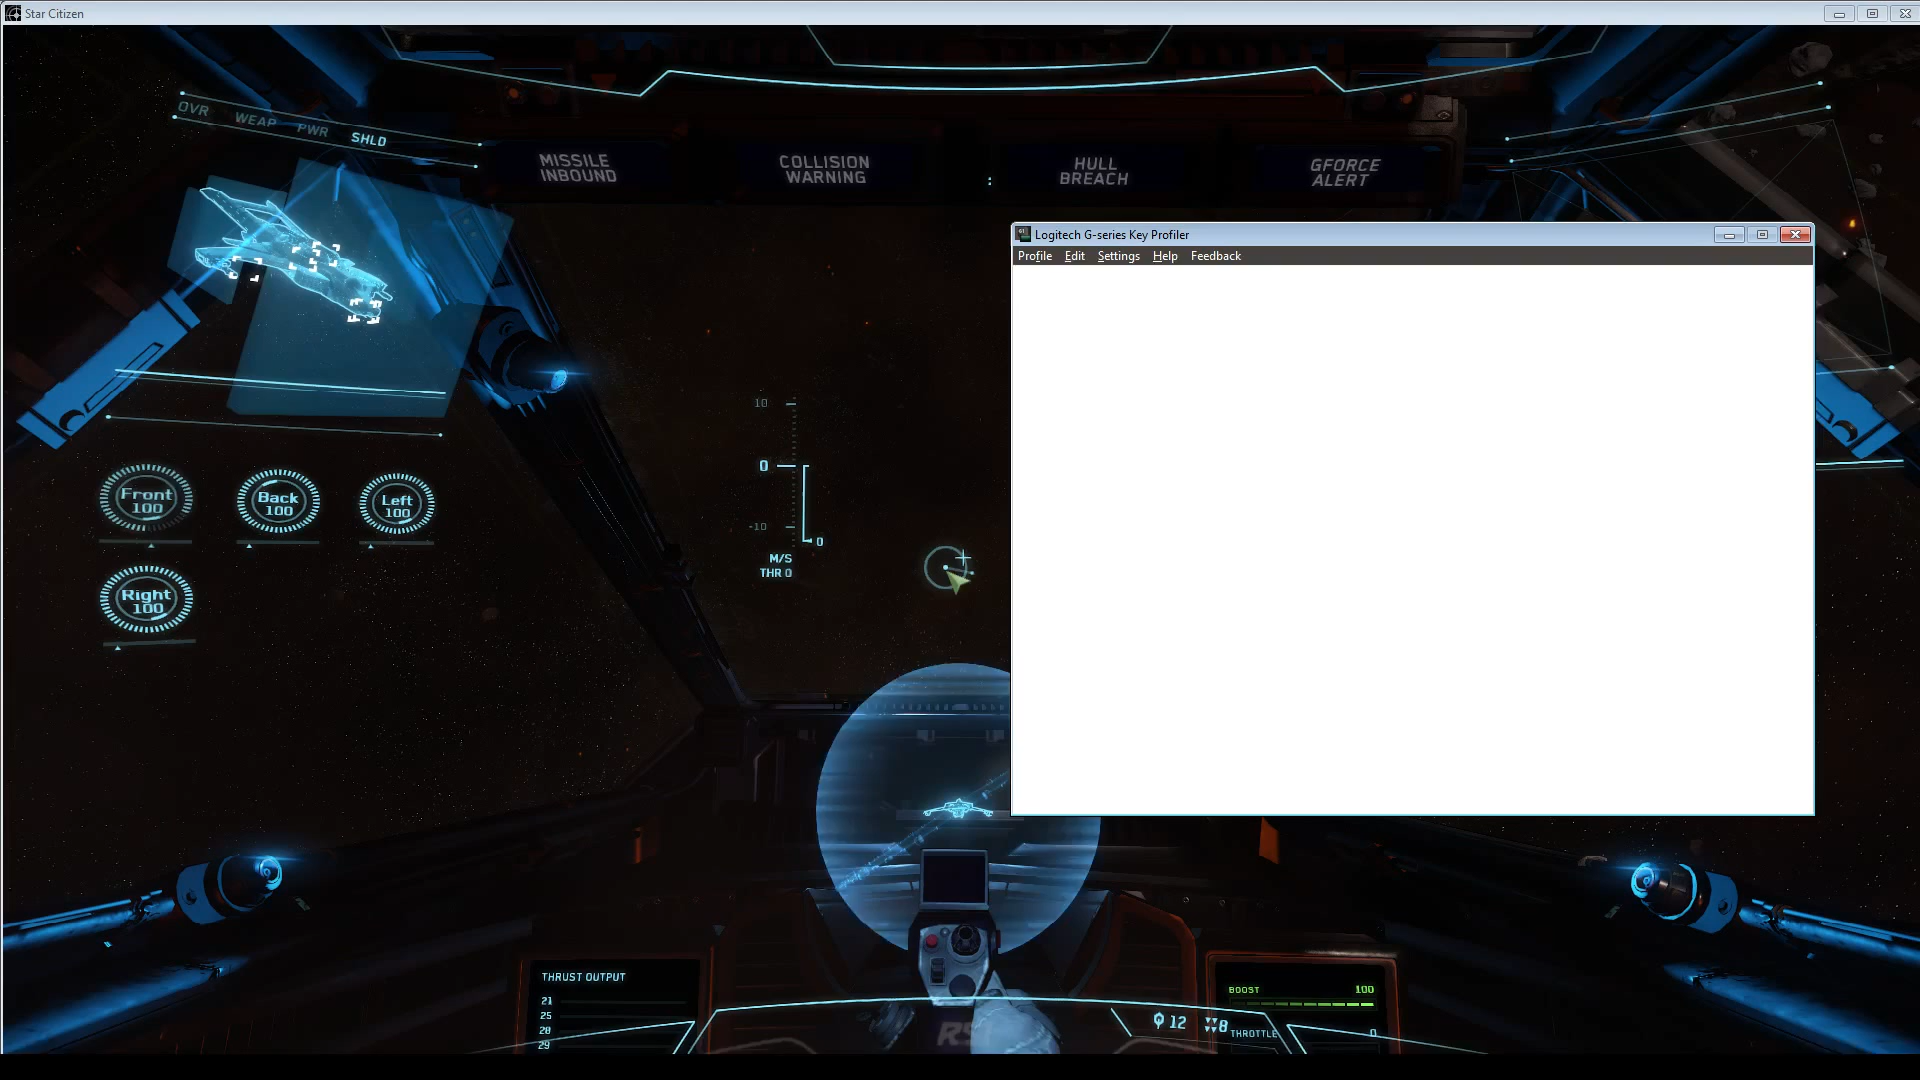 Star Citizen
OVR WEAP PWR SHLD
MISSILE
INBOUND
COLLISION
WARNING
HULL
BREACH
GFORCE
ALERT
Logitech G-series Key Profiler
Profile Edit Settings Help Feedback
10
0
-10
0
M/S
THR 0
Front
100
Back
100
Left
100
Right
100
THRUST OUTPUT
21
25
28
29
BOOST 100
12
8
THROTTLE 0